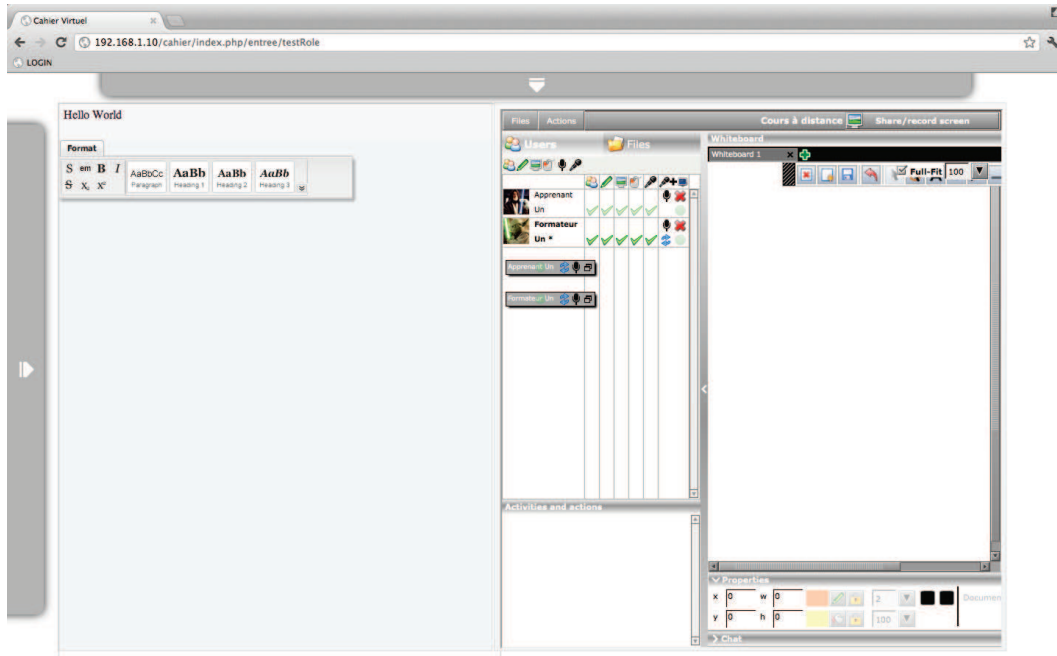 Cahier Virtuel
192.168.1.10/cahier/index.php/entree/testRole
LOGIN
Hello World
Format
S em B I
S X, X²
AaBbCc AaBb AaBb AaBb
Paragraph Heading 1 Heading 2 Heading 3
Files Actions
Cours à distance Share/record screen
Users Files
Apprenant
Un
Formateur
Un *
Apprenant Un
Formateur Un
Activities and actions
Whiteboard
Whiteboard 1 x
Full-Fit 100
Properties
x 0 w 0 2 Documen
y 0 h 0 100
Chat